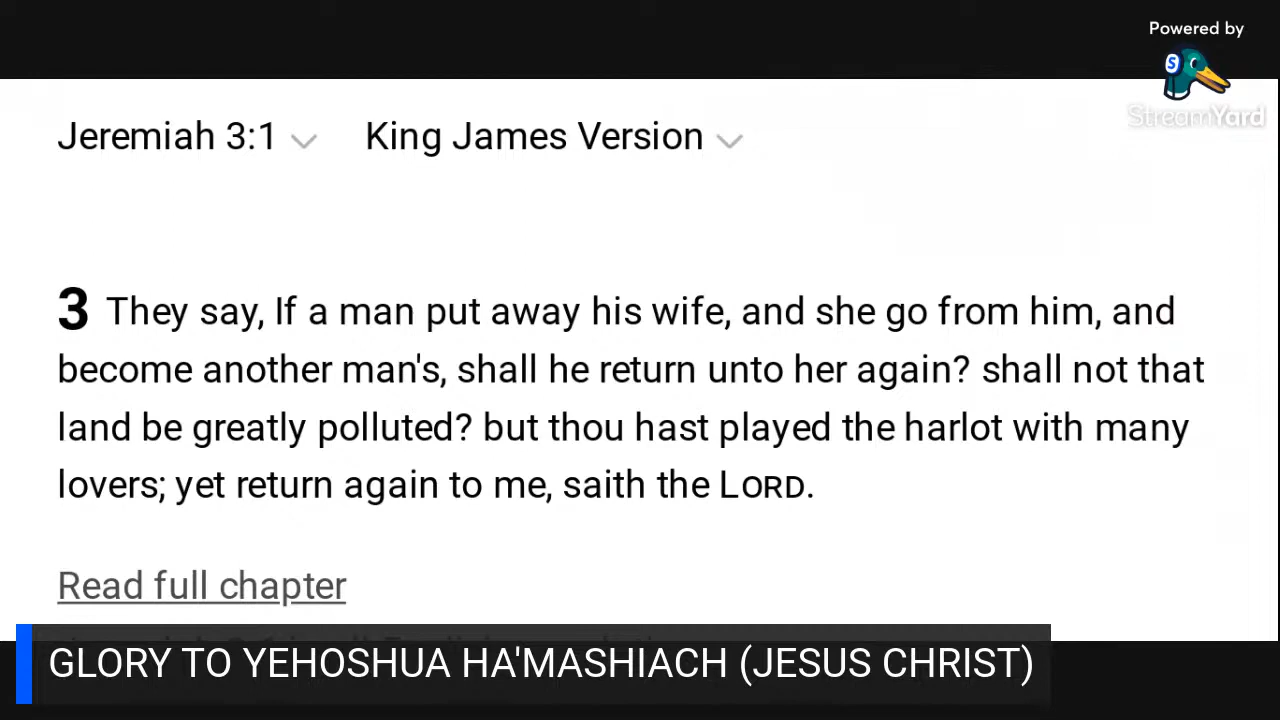 Powered by
S
StreamYard
Jeremiah 3:1 King James Version
3 They say, If a man put away his wife, and she go from him, and
become another man's, shall he return unto her again? shall not that
land be greatly polluted? but thou hast played the harlot with many
lovers; yet return again to me, saith the LORD.
Read full chapter
GLORY TO YEHOSHUA HA'MASHIACH (JESUS CHRIST)